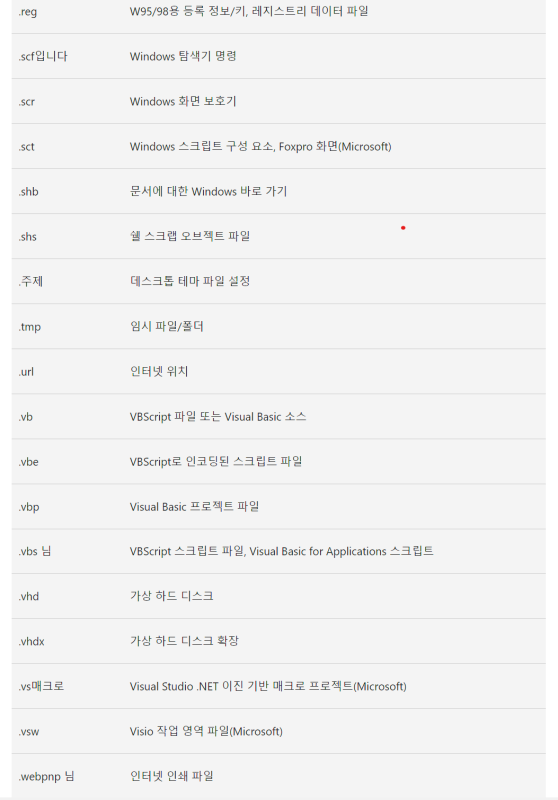 .reg W95/98용 등록 정보/키, 레지스트리 데이터 파일
.scf입니다 Windows 탐색기 명령
.scr Windows 화면 보호기
.sct Windows 스크립트 구성 요소, Foxpro 화면(Microsoft)
.shb 문서에 대한 Windows 바로 가기
.shs 쉘 스크랩 오브젝트 파일
.주제 데스크톱 테마 파일 설정
.tmp 임시 파일/폴더
.url 인터넷 위치
.vb VBScript 파일 또는 Visual Basic 소스
.vbe VBScript로 인코딩된 스크립트 파일
.vbp Visual Basic 프로젝트 파일
.vbs 님 VBScript 스크립트 파일, Visual Basic for Applications 스크립트
.vhd 가상 하드 디스크
.vhdx 가상 하드 디스크 확장
.vs매크로 Visual Studio .NET 이진 기반 매크로 프로젝트(Microsoft)
.vsw Visio 작업 영역 파일(Microsoft)
.webpnp 님 인터넷 인쇄 파일